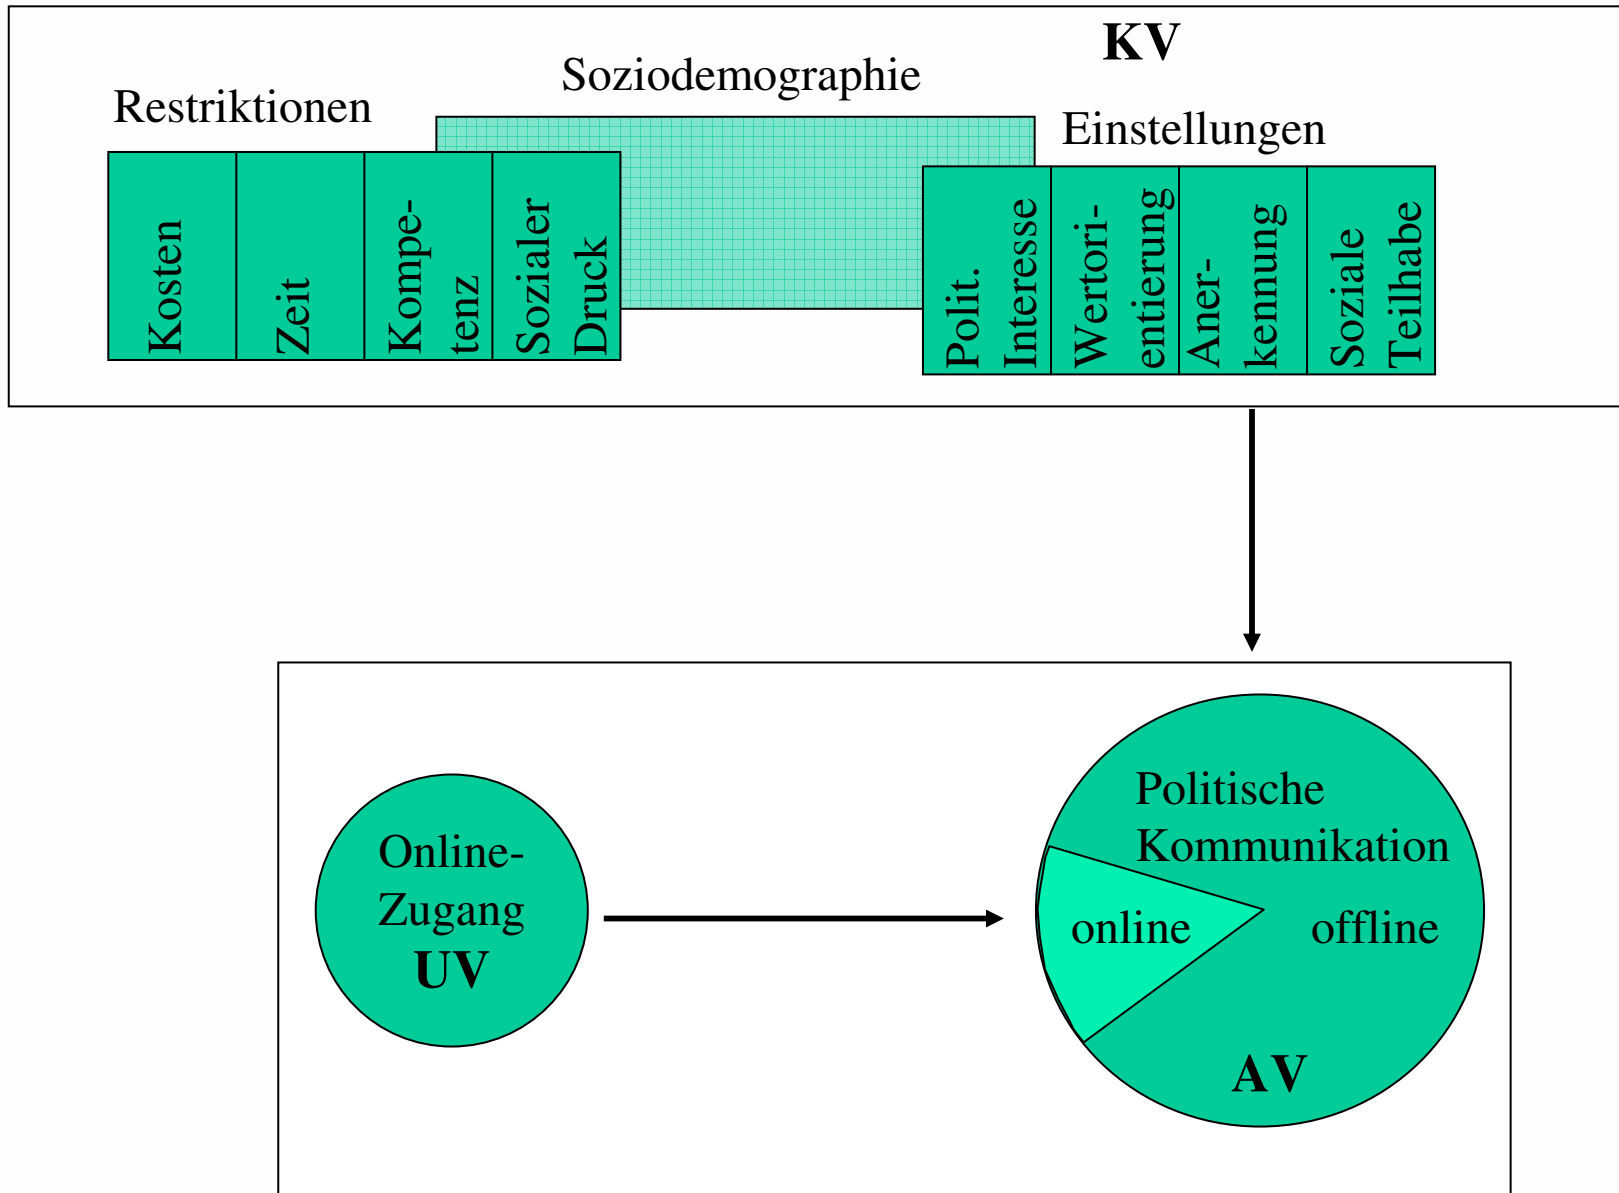 KV
Soziodemographie
Restriktionen
Einstellungen
Kosten
Zeit
Kompe-
tenz
Sozialer
Druck
Polit.
Interesse
Wertori-
entierung
Aner-
kennung
Soziale
Teilhabe
Online-
Zugang
UV
Politische
Kommunikation
online
offline
AV